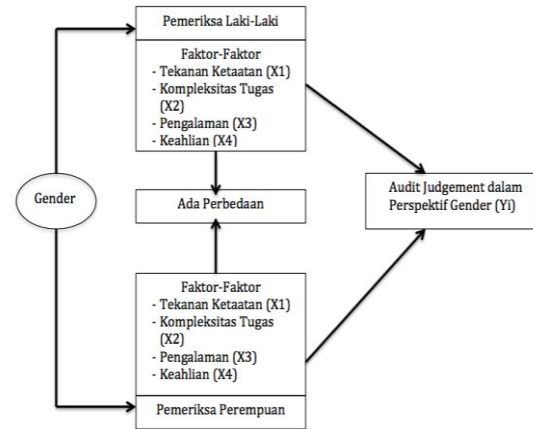 Pemeriksa Laki-Laki
Faktor-Faktor
- Tekanan Ketaatan (X1)
- Kompleksitas Tugas
(X2)
- Pengalaman (X3)
- Keahlian (X4)
Gender
Ada Perbedaan
Audit Judgement dalam
Perspektif Gender (Yi)
Faktor-Faktor
- Tekanan Ketaatan (X1)
- Kompleksitas Tugas
(X2)
- Pengalaman (X3)
- Keahlian (X4)
Pemeriksa Perempuan